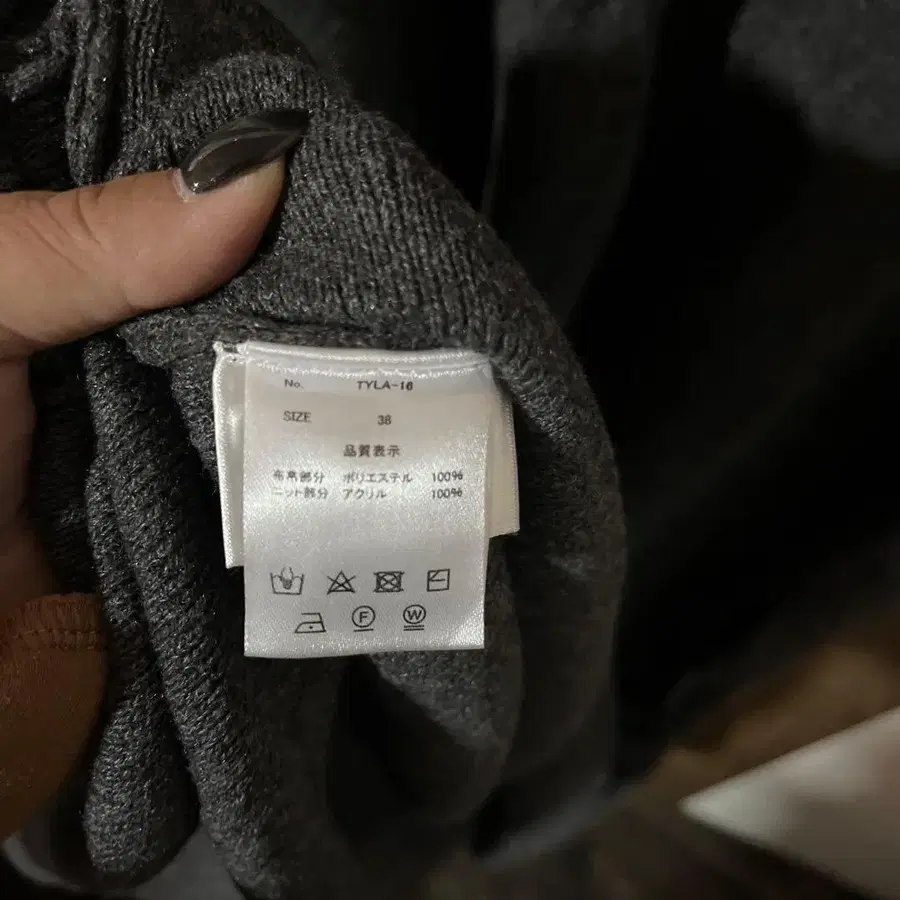 No. TYLA-16
SIZE 38
品質表示
布帛部分 ポリエステル 100%
ニット部分 アクリル 100%
F
W